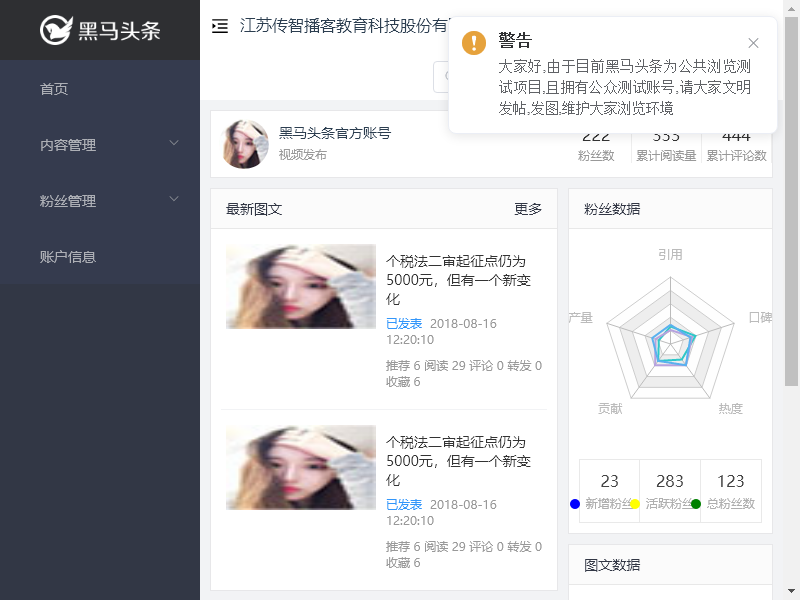 黑马头条
江苏传智播客教育科技股份有
警告
大家好,由于目前黑马头条为公共浏览测
试项目,且拥有公众测试账号,请大家文明
发帖,发图,维护大家浏览环境
首页
内容管理
粉丝管理
账户信息
黑马头条官方账号
视频发布
222 333 444
粉丝数 累计阅读量 累计评论数
最新图文 更多
个税法二审起征点仍为
5000元，但有一个新变
化
已发表 2018-08-16
12:20:10
推荐 6 阅读 29 评论 0 转发 0
收藏 6
个税法二审起征点仍为
5000元，但有一个新变
化
已发表 2018-08-16
12:20:10
推荐 6 阅读 29 评论 0 转发 0
收藏 6
粉丝数据
引用
产量 口碑
贡献 热度
23 283 123
新增粉丝 活跃粉丝 总粉丝数
图文数据